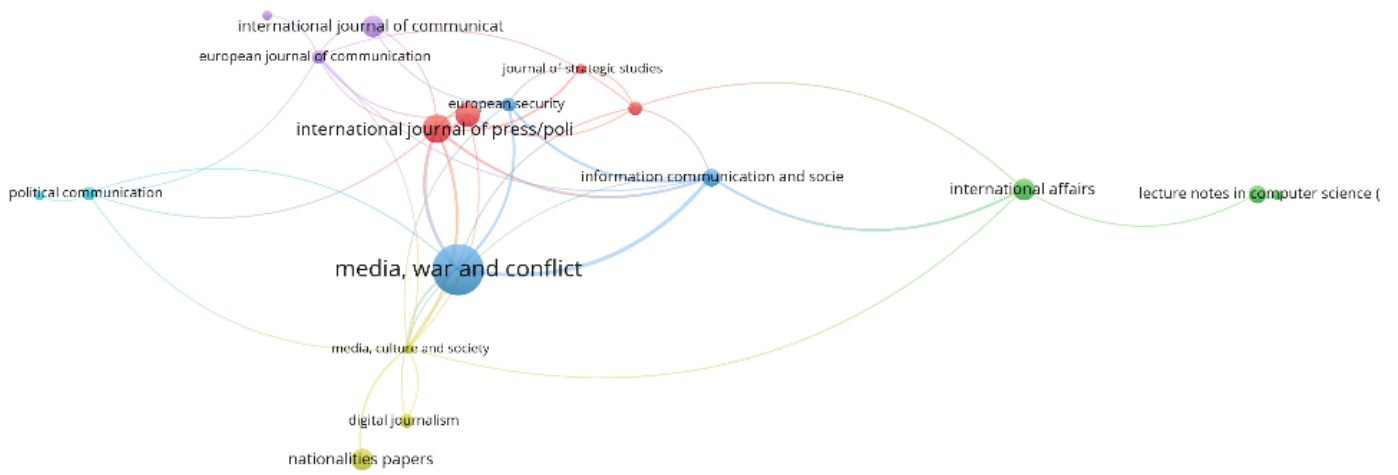 international journal of communicat
european journal of communication
journal of strategic studies
european security
international journal of press/poli
information communication and socie
political communication
international affairs
lecture notes in computer science (
media, war and conflict
media, culture and society
digital journalism
nationalities papers